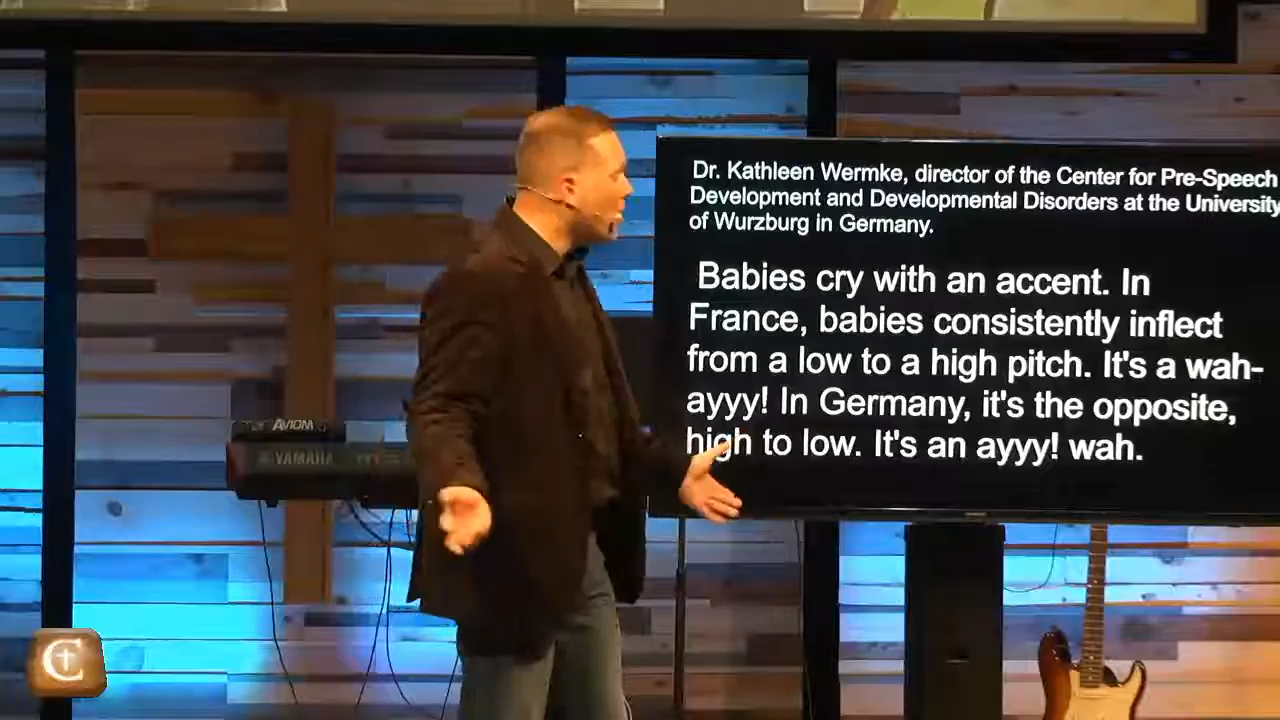 Dr. Kathleen Wermke, director of the Center for Pre-Speech
Development and Developmental Disorders at the University
of Wurzburg in Germany.
Babies cry with an accent. In
France, babies consistently inflect
from a low to a high pitch. It's a wah-
ayyy! In Germany, it's the opposite,
high to low. It's an ayyy! wah.
AVIOM
YAMAHA
C